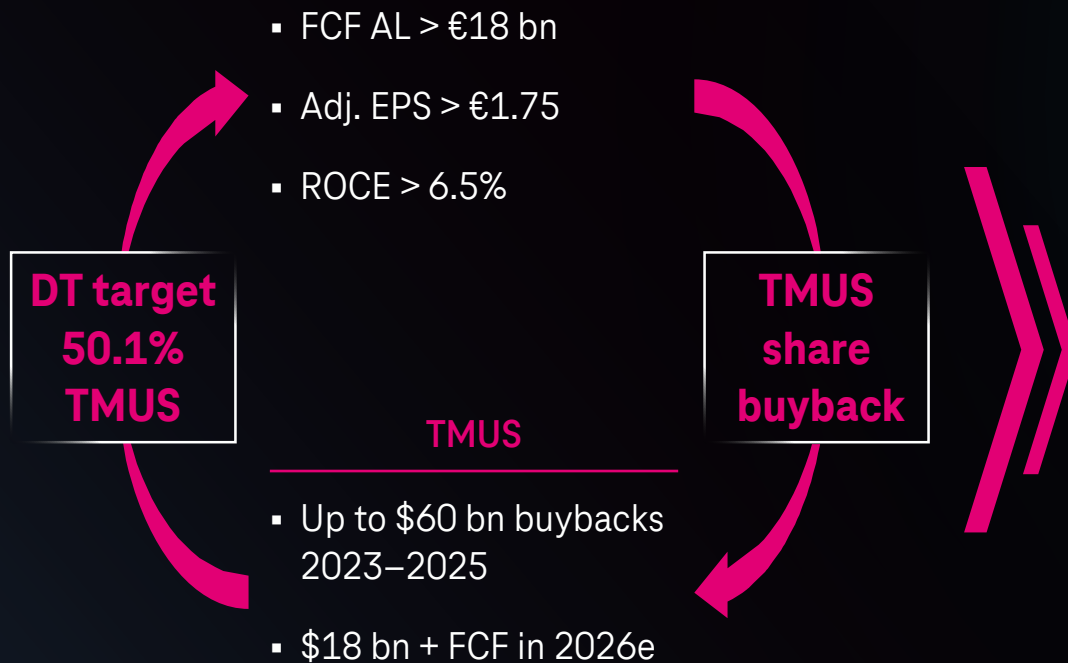 ▪ FCF AL > €18 bn
▪ Adj. EPS > €1.75
▪ ROCE > 6.5%
DT target
50.1%
TMUS
TMUS
share
buyback
TMUS
▪ Up to $60 bn buybacks
2023–2025
▪ $18 bn + FCF in 2026e